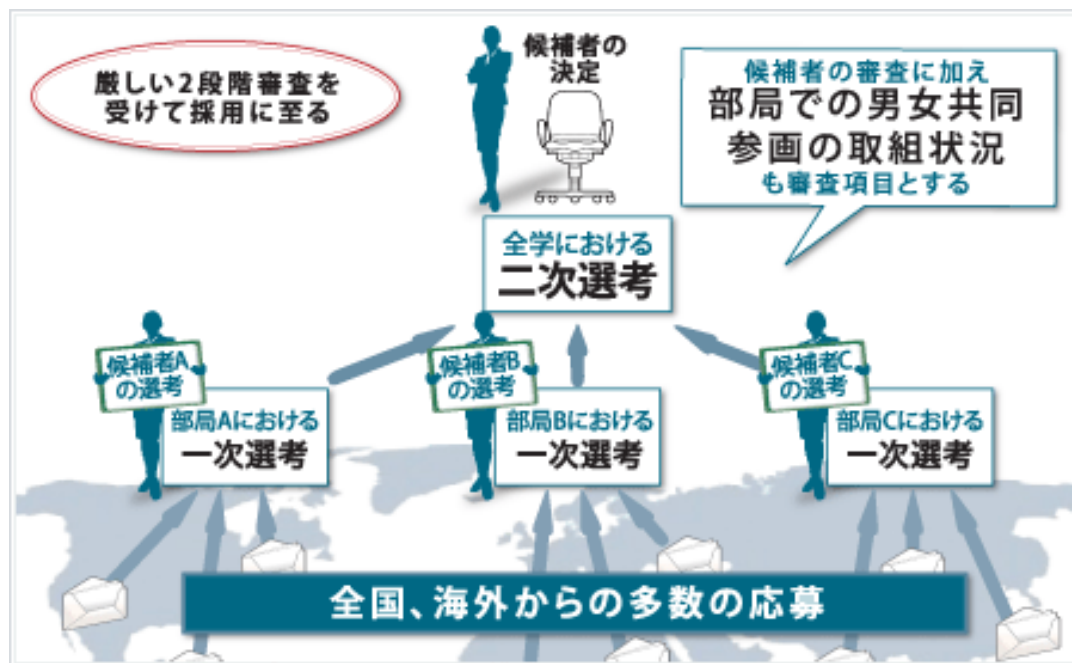 厳しい2段階審査を
受けて採用に至る
候補者の
決定
候補者の審査に加え
部局での男女共同
参画の取組状況
も審査項目とする
全学における
二次選考
候補者A
の選考
部局Aにおける
一次選考
候補者B
の選考
部局Bにおける
一次選考
候補者C
の選考
部局Cにおける
一次選考
全国、海外からの多数の応募